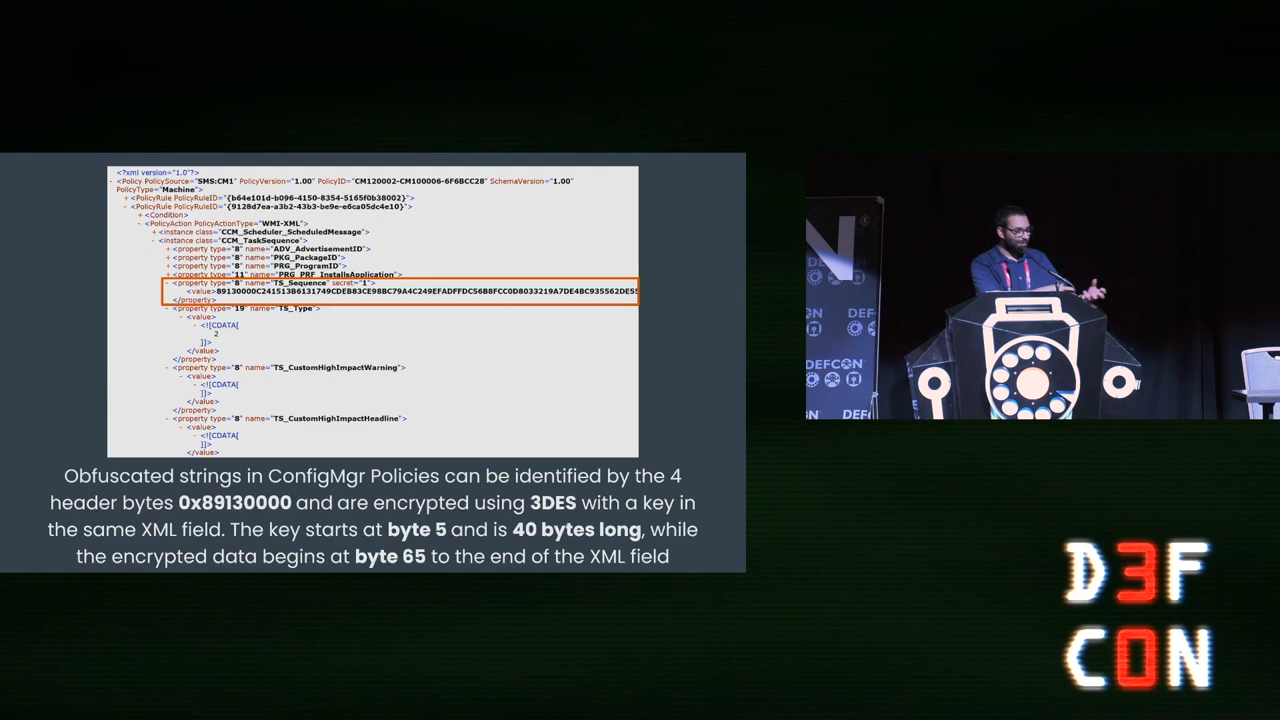 <?xml version="1.0"?>
- <Policy PolicySource="SMS:CM1" PolicyVersion="1.00" PolicyID="CM120002-CM100006-6F6BCC28" SchemaVersion="1.00"
PolicyType="Machine">
+ <PolicyRule PolicyRuleID="{b64e101d-b096-4150-8354-5165f0b38002}">
- <PolicyRule PolicyRuleID="{9128d7ea-a3b2-43b3-be9e-e6ca05dc4e10}">
+ <Condition>
- <PolicyAction PolicyActionType="WMI-XML">
+ <instance class="CCM_Scheduler_ScheduledMessage">
- <instance class="CCM_TaskSequence">
+ <property type="8" name="ADV_AdvertisementID">
+ <property type="8" name="PKG_PackageID">
+ <property type="8" name="PRG_ProgramID">
+ <property type="11" name="PRG_PRF_InstallsApplication">
- <property type="8" name="TS_Sequence" secret="1">
<value>89130000C241513B6131749CDEB83CE98BC79A4C249EFADFFDC56B8FCC0D8033219A7DE4BC935562DE55
</property>
- <property type="19" name="TS_Type">
- <value>
- <![CDATA[
2
]]>
</value>
</property>
- <property type="8" name="TS_CustomHighImpactWarning">
- <value>
- <![CDATA[
]]>
</value>
</property>
- <property type="8" name="TS_CustomHighImpactHeadline">
- <value>
- <![CDATA[
]]>
</value>
Obfuscated strings in ConfigMgr Policies can be identified by the 4
header bytes 0x89130000 and are encrypted using 3DES with a key in
the same XML field. The key starts at byte 5 and is 40 bytes long, while
the encrypted data begins at byte 65 to the end of the XML field
N®
DEFCON
DEFCON
DEFC
D3F
C0N